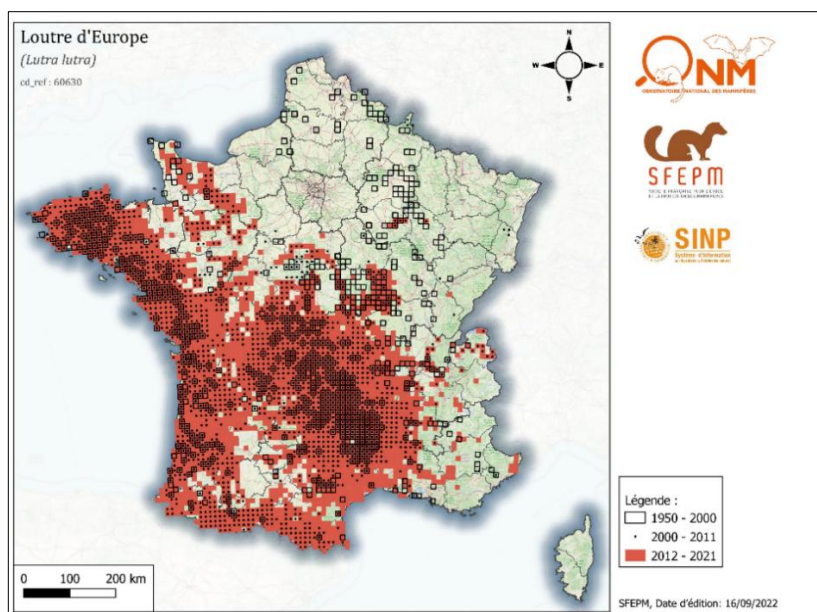 Loutre d'Europe
(Lutra lutra)
cd_ref : 60630
N
W
E
S
ONM
OBSERVATOIRE NATIONAL DES MAMMIFÈRES
SFEPM
SINP
Légende :
1950 - 2000
2000 - 2011
2012 - 2021
0 100 200 km
SFEPM, Date d'édition: 16/09/2022